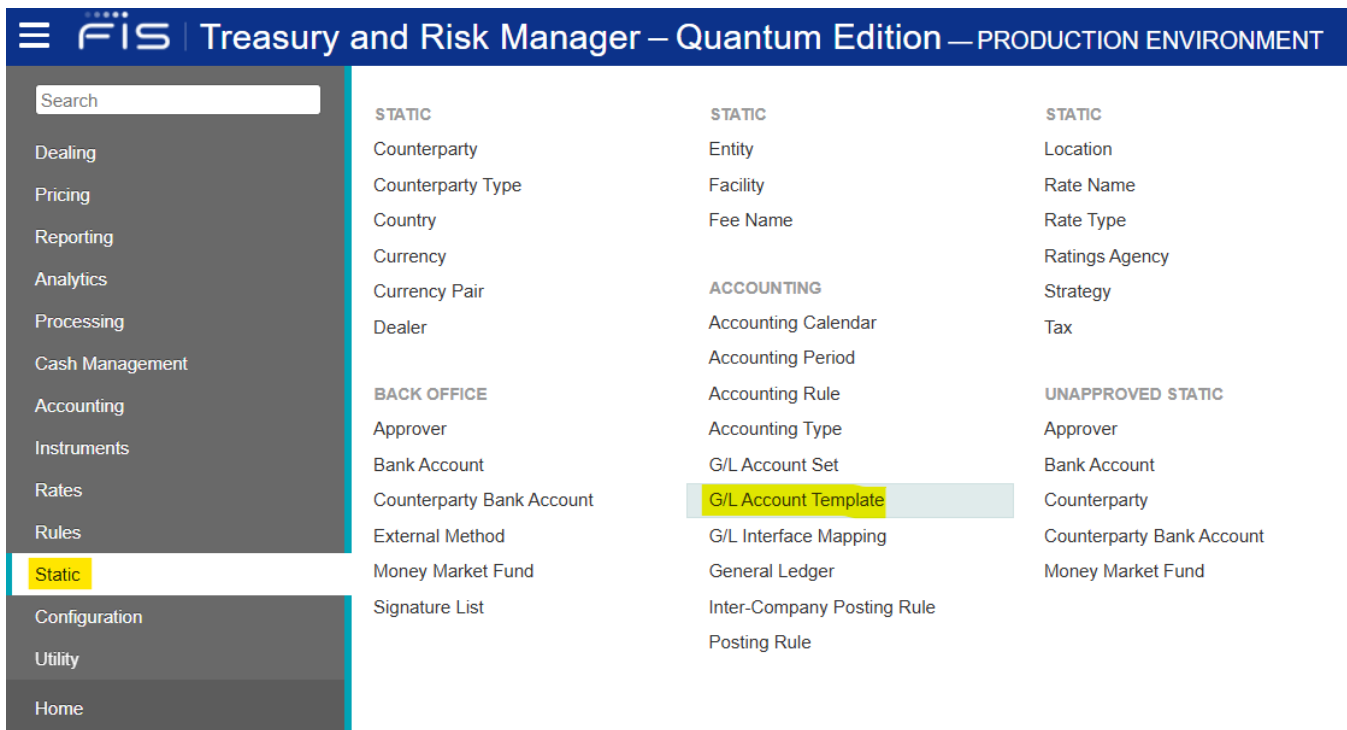 FIS | Treasury and Risk Manager – Quantum Edition — PRODUCTION ENVIRONMENT
Search
Dealing
Pricing
Reporting
Analytics
Processing
Cash Management
Accounting
Instruments
Rates
Rules
Static
Configuration
Utility
Home
STATIC
Counterparty
Counterparty Type
Country
Currency
Currency Pair
Dealer
BACK OFFICE
Approver
Bank Account
Counterparty Bank Account
External Method
Money Market Fund
Signature List
STATIC
Entity
Facility
Fee Name
ACCOUNTING
Accounting Calendar
Accounting Period
Accounting Rule
Accounting Type
G/L Account Set
G/L Account Template
G/L Interface Mapping
General Ledger
Inter-Company Posting Rule
Posting Rule
STATIC
Location
Rate Name
Rate Type
Ratings Agency
Strategy
Tax
UNAPPROVED STATIC
Approver
Bank Account
Counterparty
Counterparty Bank Account
Money Market Fund